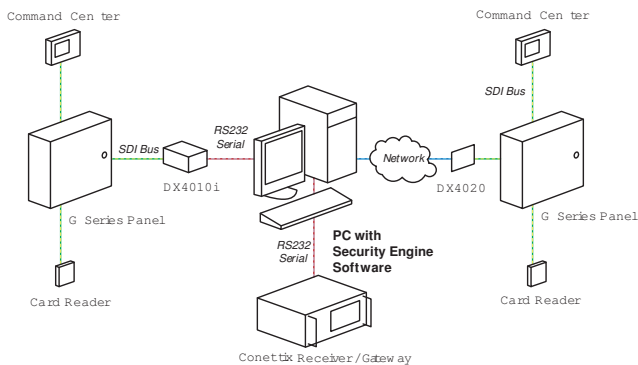 Command Center
Command Center
SDI Bus
RS232
Serial
SDI Bus
Network
DX4010i
DX4020
G Series Panel
G Series Panel
PC with
Security Engine
Software
RS232
Serial
Card Reader
Card Reader
Conettix Receiver/Gateway